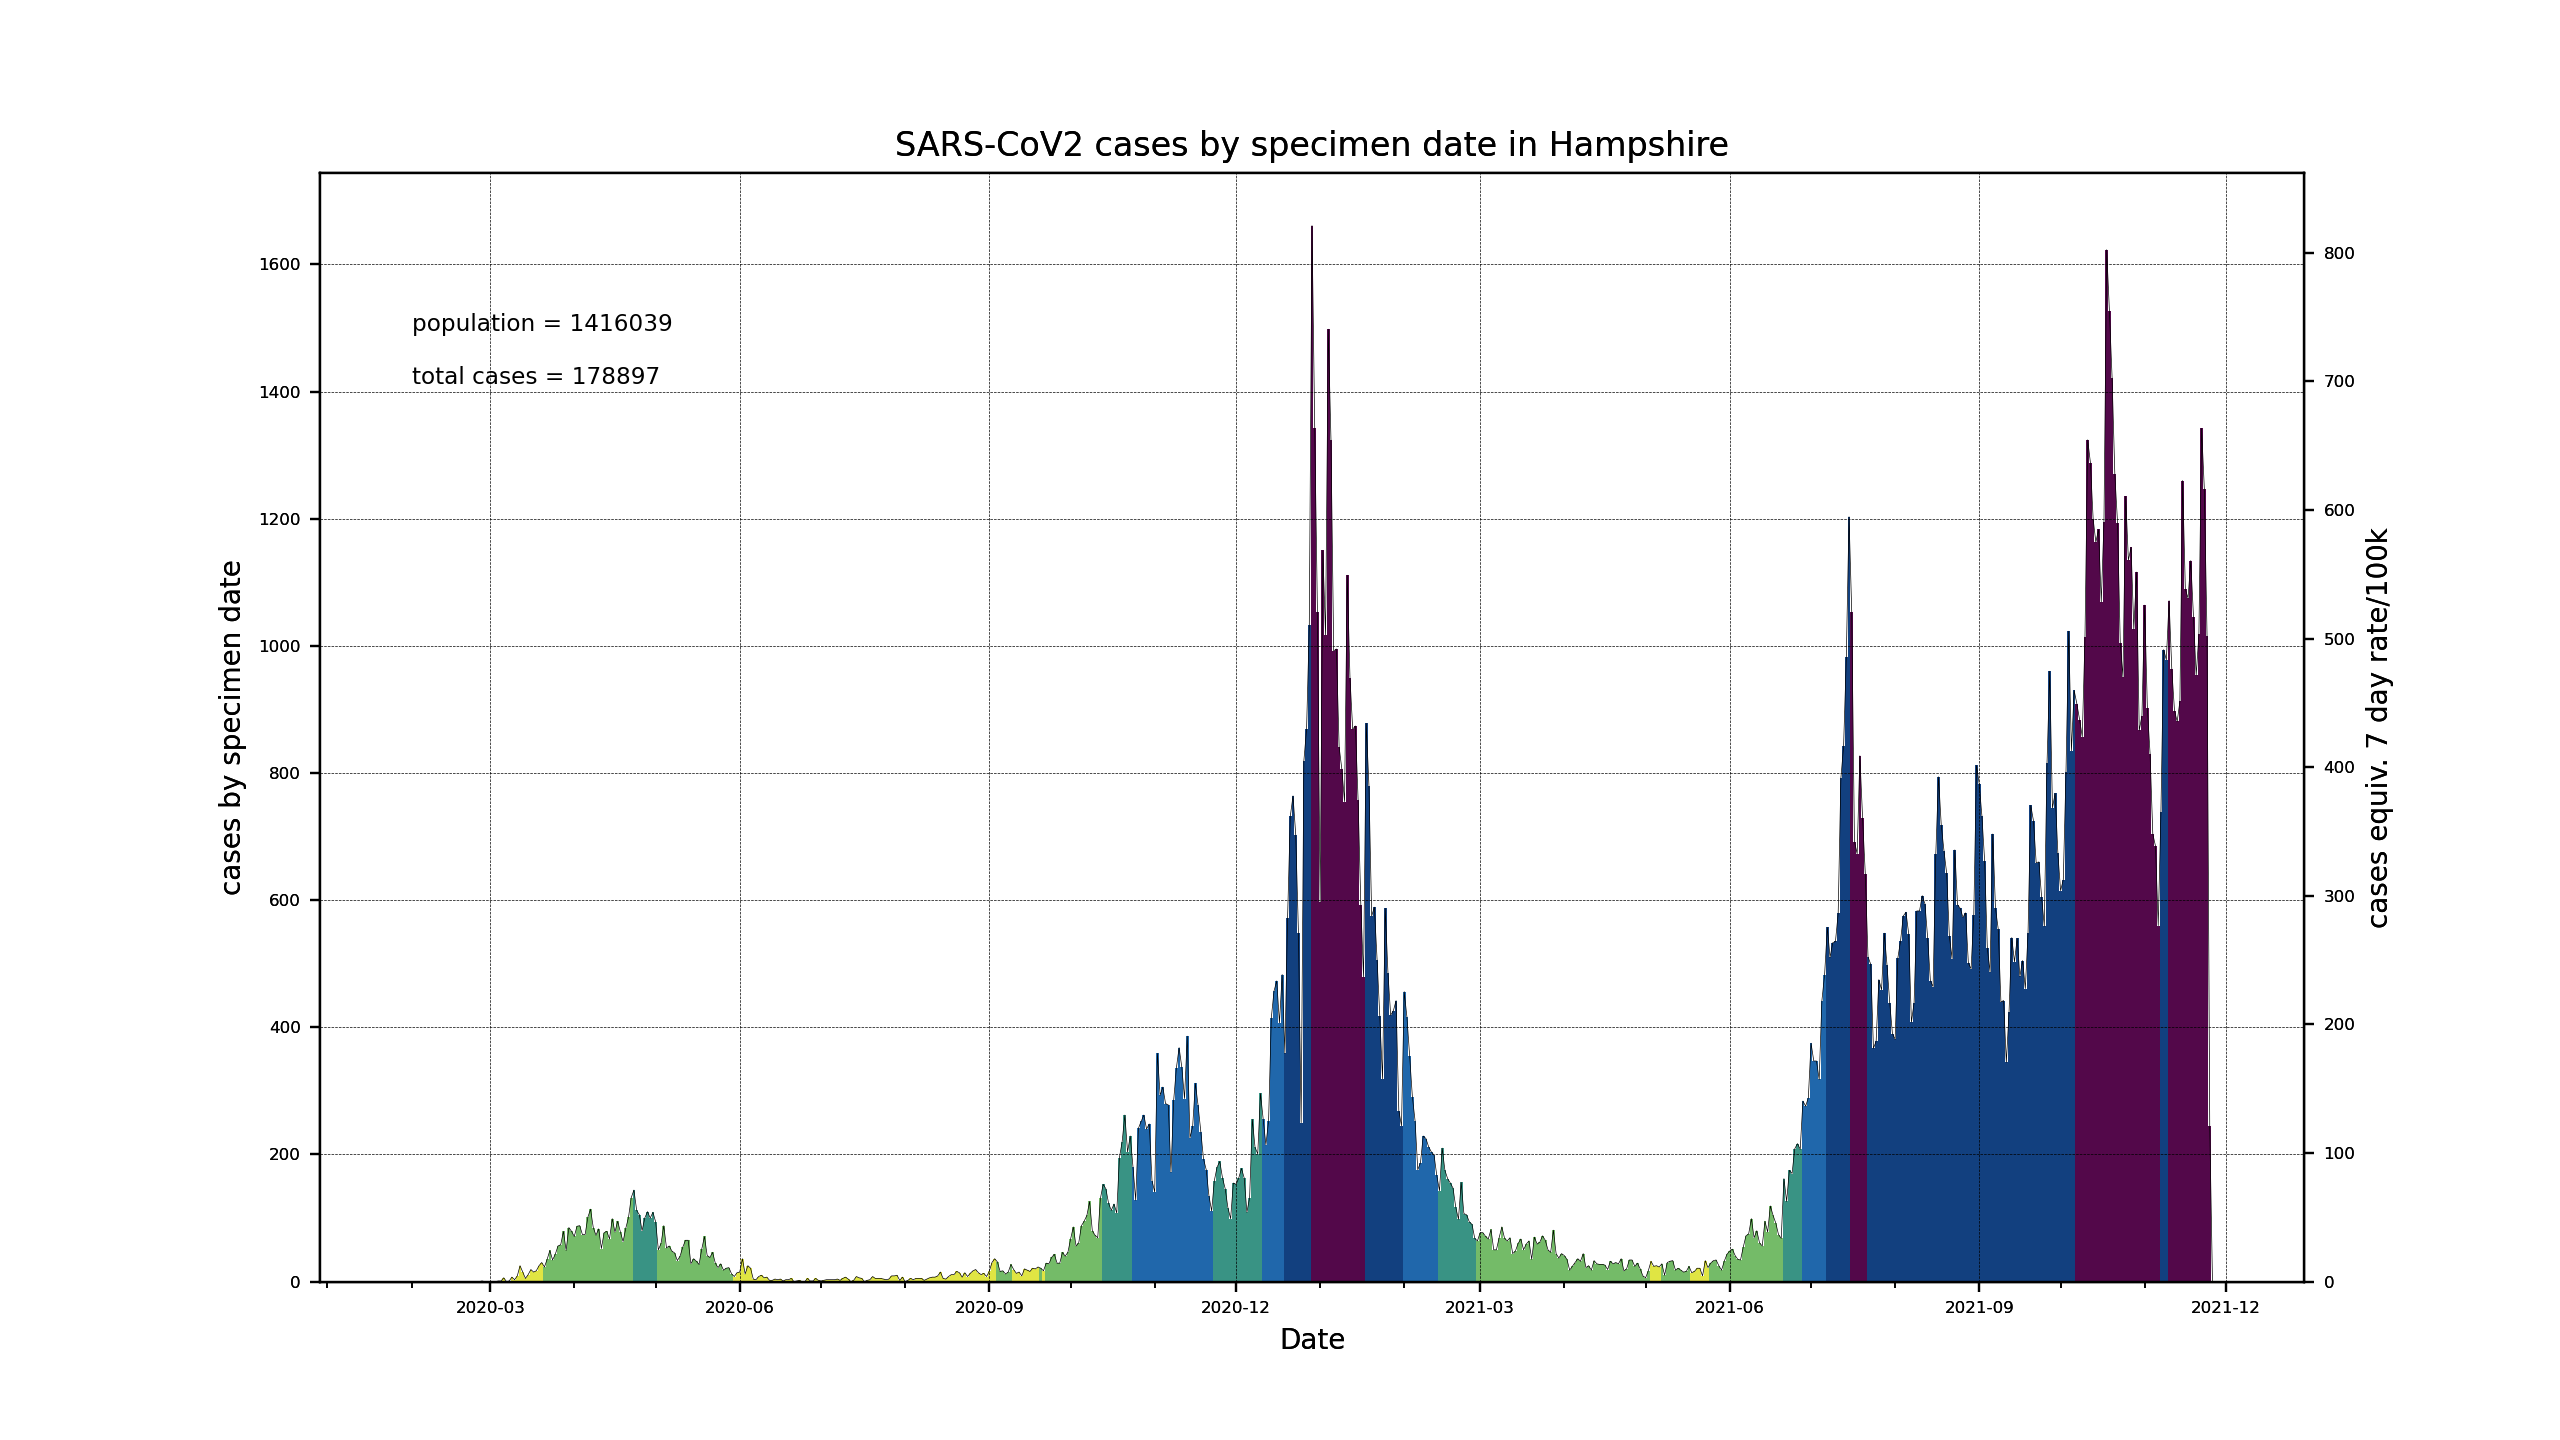 SARS-CoV2 cases by specimen date in Hampshire
population = 1416039
total cases = 178897
cases by specimen date
1600
1400
1200
1000
800
600
400
200
0
800
700
600
500
400
300
200
100
0
cases equiv. 7 day rate/100k
2020-03 2020-06 2020-09 2020-12 2021-03 2021-06 2021-09 2021-12
Date